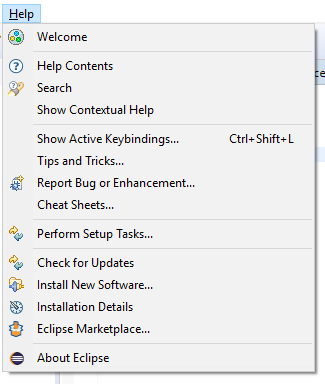 Help
Welcome
Help Contents
Search
Show Contextual Help
Show Active Keybindings... Ctrl+Shift+L
Tips and Tricks...
Report Bug or Enhancement...
Cheat Sheets...
Perform Setup Tasks...
Check for Updates
Install New Software...
Installation Details
Eclipse Marketplace...
About Eclipse